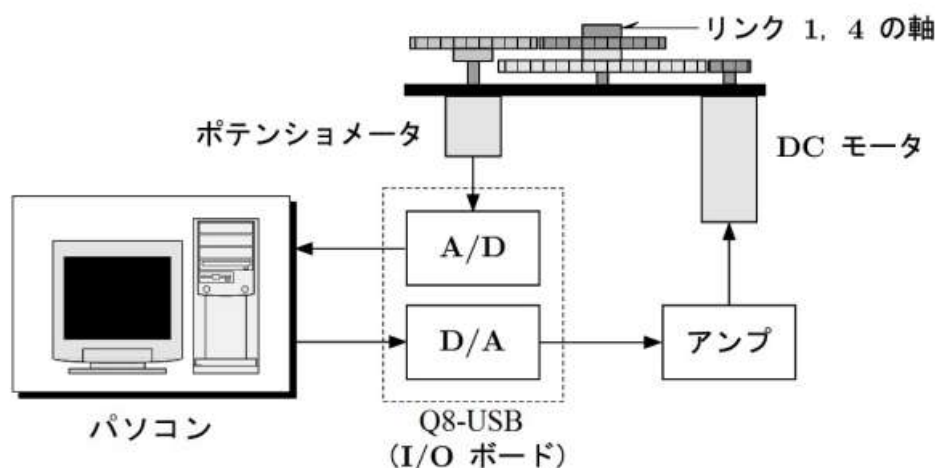 リンク 1, 4 の軸
ポテンショメータ
DC モータ
A/D
D/A
アンプ
パソコン
Q8-USB
(I/O ボード)